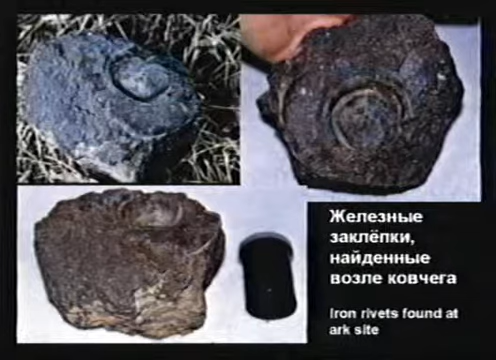 Железные
заклёпки,
найденные
возле ковчега
Iron rivets found at
ark site